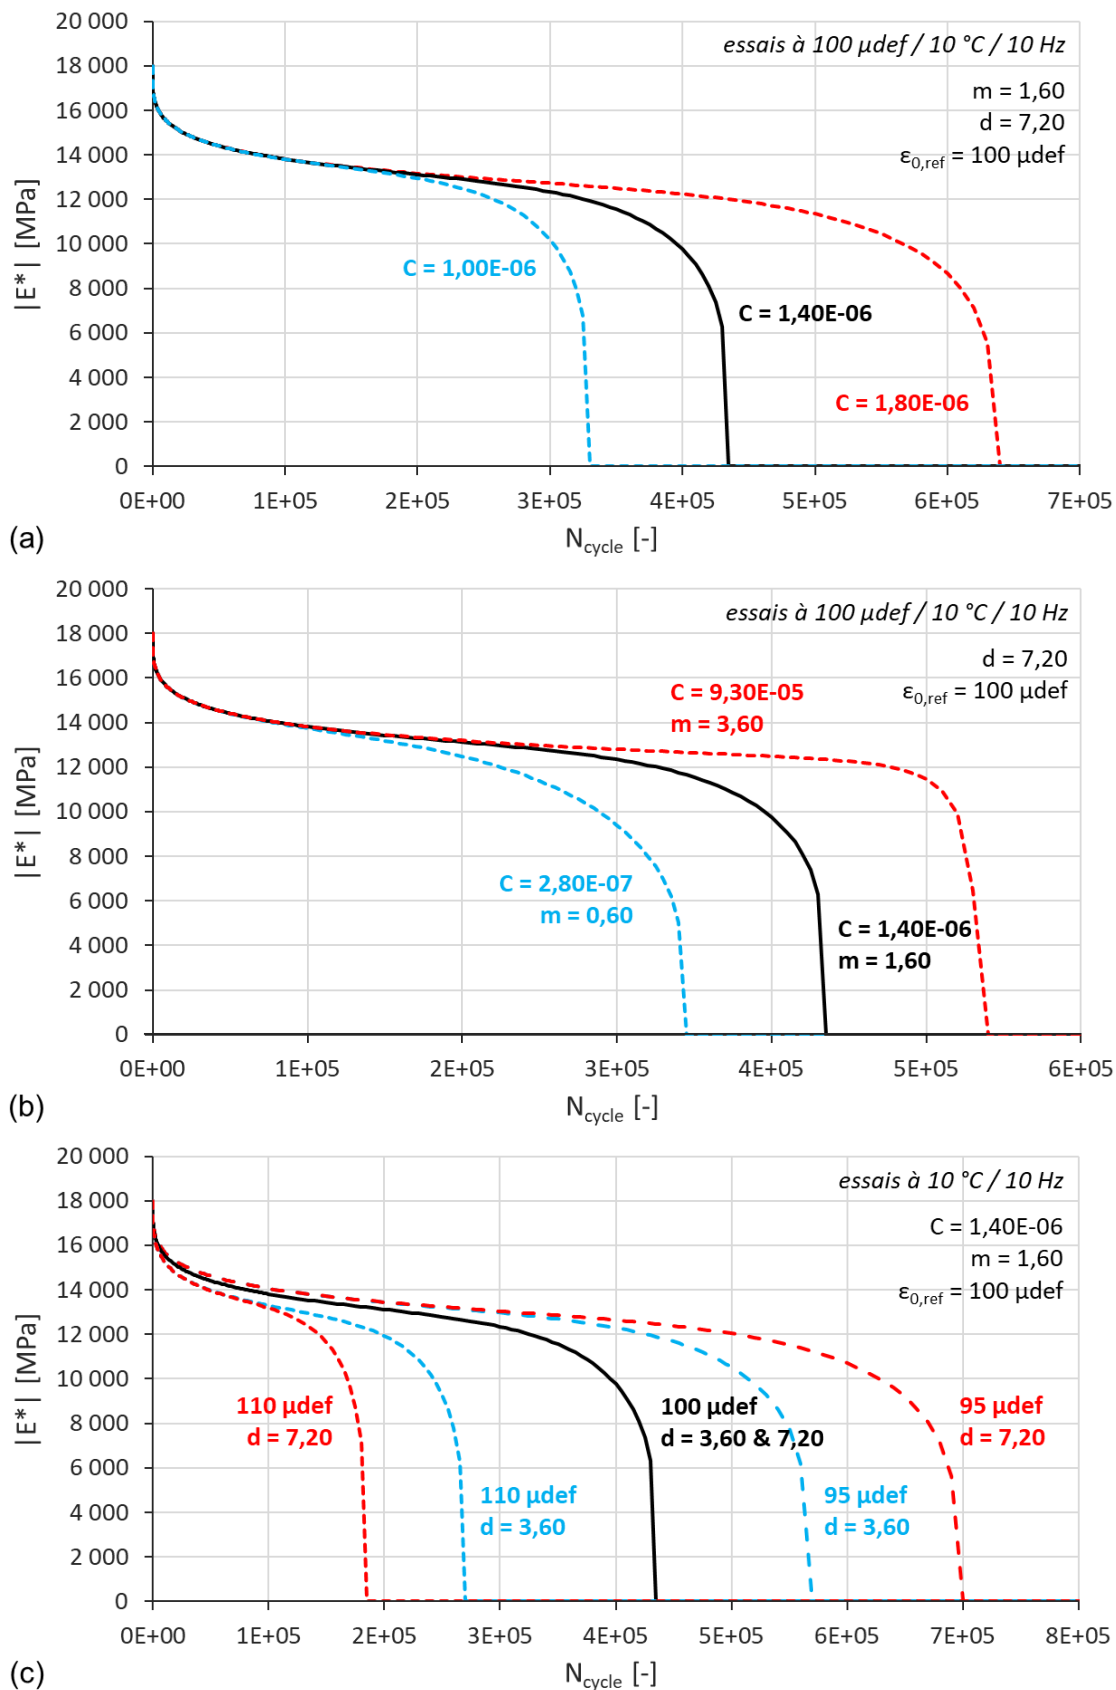 20 000
essais à 100 µdef / 10 °C / 10 Hz
18 000
m = 1,60
16 000
d = 7,20
ε0,ref = 100 µdef
14 000
12 000
10 000
C = 1,00E-06
8 000
C = 1,40E-06
6 000
4 000
C = 1,80E-06
2 000
0
|E*| [MPa]
0E+00 1E+05 2E+05 3E+05 4E+05 5E+05 6E+05 7E+05
(a)
Ncycle [-]
20 000
essais à 100 µdef / 10 °C / 10 Hz
18 000
d = 7,20
16 000
C = 9,30E-05
ε0,ref = 100 µdef
m = 3,60
14 000
12 000
10 000
8 000
C = 2,80E-07
m = 0,60
6 000
C = 1,40E-06
m = 1,60
4 000
2 000
0
|E*| [MPa]
0E+00 1E+05 2E+05 3E+05 4E+05 5E+05 6E+05
(b)
Ncycle [-]
20 000
essais à 10 °C / 10 Hz
18 000
C = 1,40E-06
16 000
m = 1,60
ε0,ref = 100 µdef
14 000
12 000
10 000
110 µdef
d = 7,20
100 µdef
d = 3,60 & 7,20
95 µdef
d = 7,20
8 000
6 000
110 µdef
d = 3,60
95 µdef
d = 3,60
4 000
2 000
0
|E*| [MPa]
0E+00 1E+05 2E+05 3E+05 4E+05 5E+05 6E+05 7E+05 8E+05
(c)
Ncycle [-]